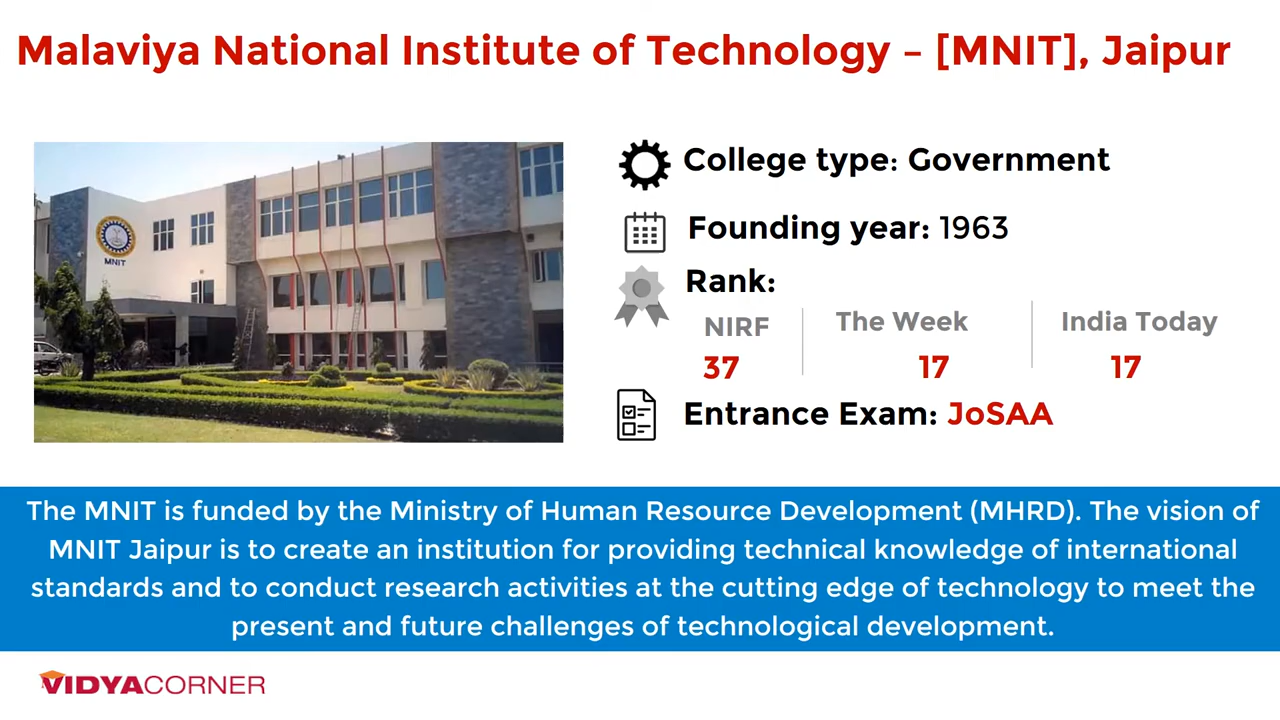 Malaviya National Institute of Technology – [MNIT], Jaipur
MNIT
College type: Government
Founding year: 1963
Rank:
NIRF
The Week
India Today
37
17
17
Entrance Exam: JoSAA
The MNIT is funded by the Ministry of Human Resource Development (MHRD). The vision of
MNIT Jaipur is to create an institution for providing technical knowledge of international
standards and to conduct research activities at the cutting edge of technology to meet the
present and future challenges of technological development.
VIDYACORNER